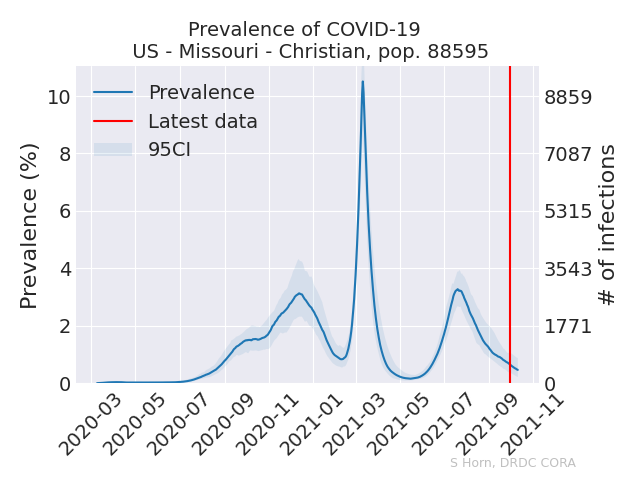 Prevalence of COVID-19
US - Missouri - Christian, pop. 88595
Prevalence
Latest data
95CI
Prevalence (%)
10
8
6
4
2
0
8859
7087
5315
3543
1771
0
# of infections
2020-03
2020-05
2020-07
2020-09
2020-11
2021-01
2021-03
2021-05
2021-07
2021-09
2021-11
S Horn, DRDC CORA